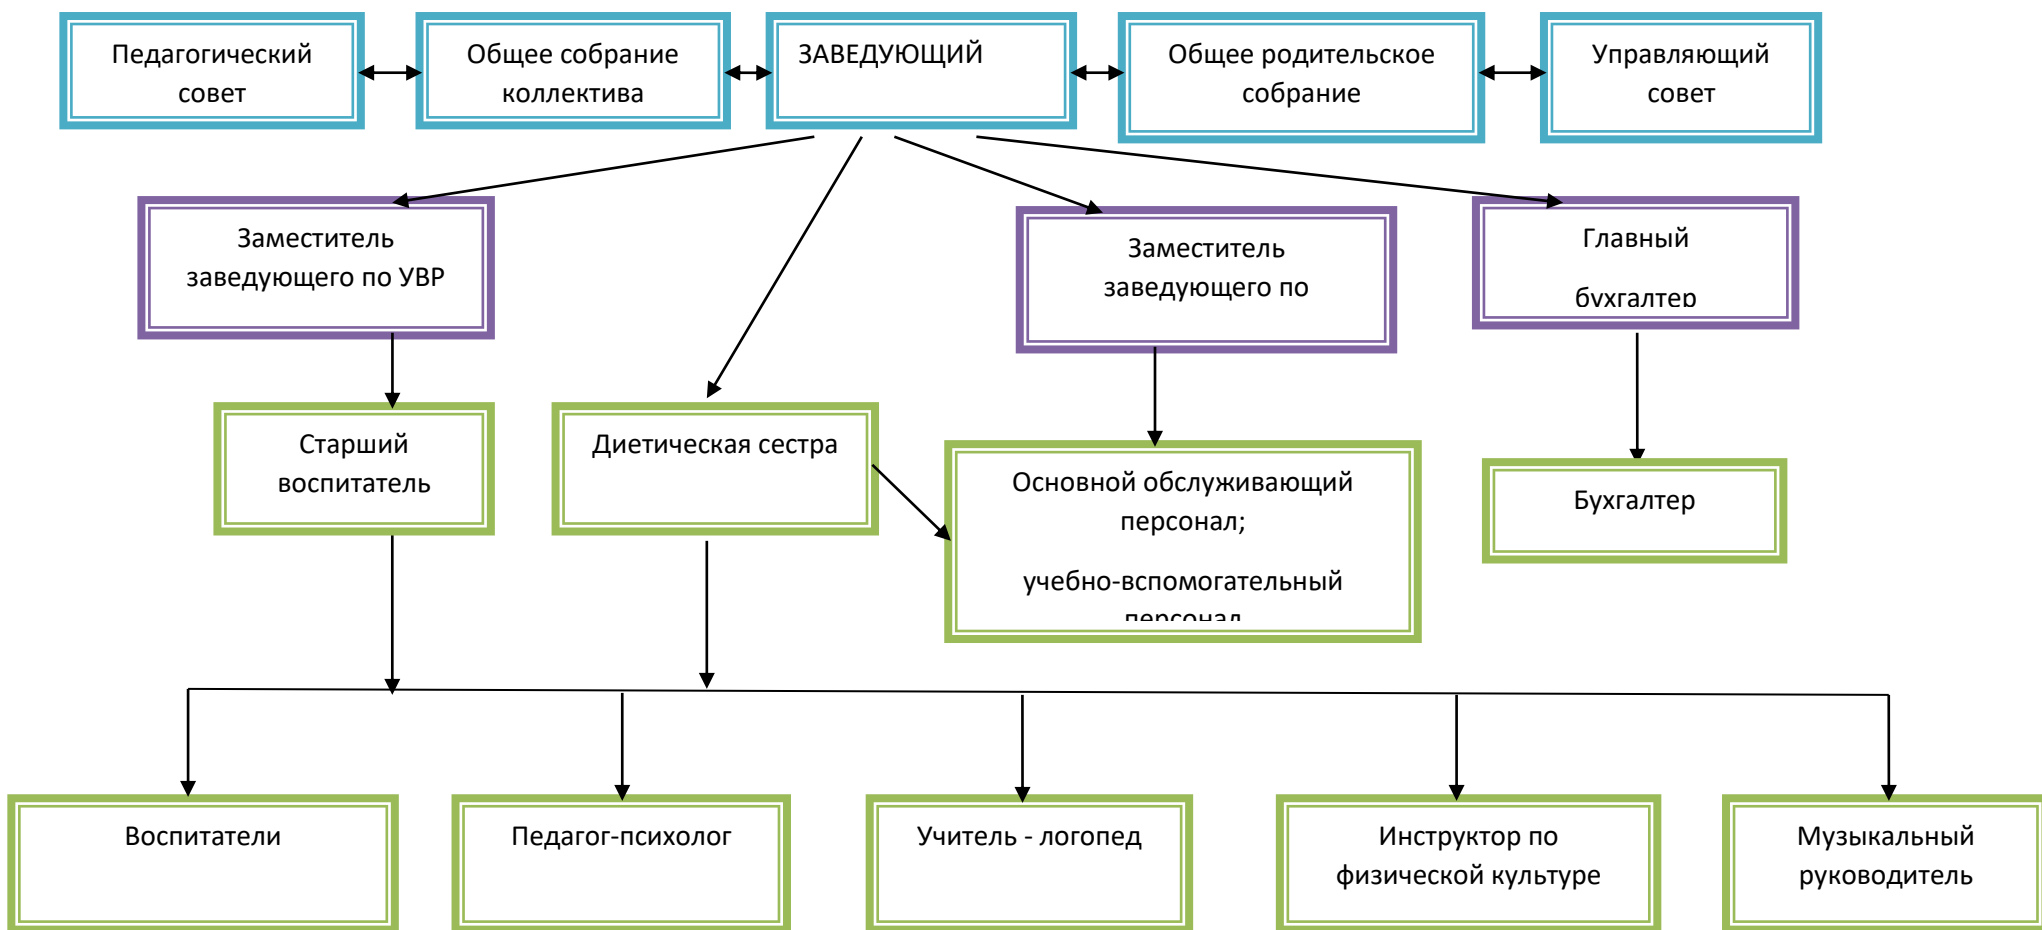 Педагогический
совет
Общее собрание
коллектива
ЗАВЕДУЮЩИЙ
Общее родительское
собрание
Управляющий
совет
Заместитель
заведующего по УВР
Заместитель
заведующего по
Главный
бухгалтер
Старший
воспитатель
Диетическая сестра
Основной обслуживающий
персонал;
учебно-вспомогательный
персонал
Бухгалтер
Воспитатели
Педагог-психолог
Учитель - логопед
Инструктор по
физической культуре
Музыкальный
руководитель